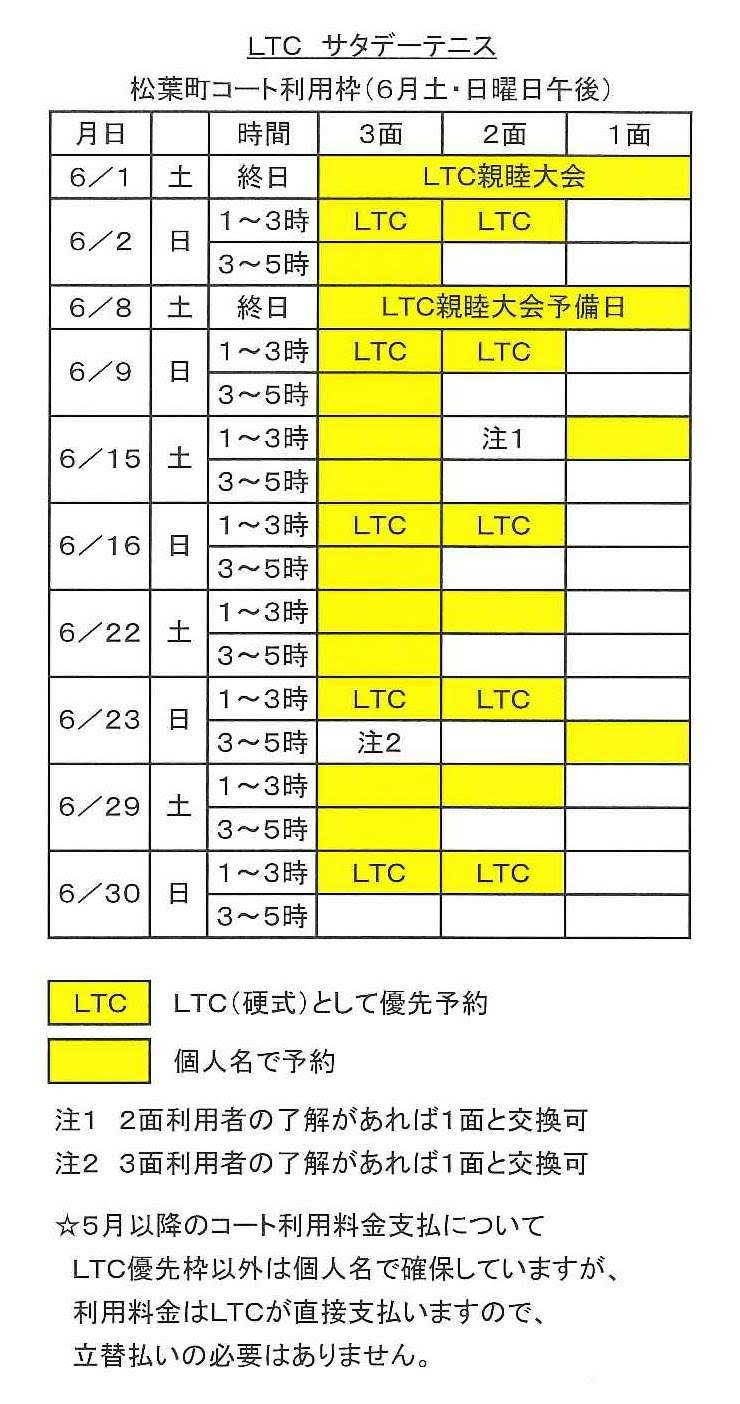 LTC　サタデーテニス
松葉町コート利用枠（6月土・日曜日午後）
月日　時間　3面　2面　1面
6／1　土　終日　LTC親睦大会
6／2　日　1～3時　LTC　LTC
3～5時
6／8　土　終日　LTC親睦大会予備日
6／9　日　1～3時　LTC　LTC
3～5時
6／15　土　1～3時　注1
3～5時
6／16　日　1～3時　LTC　LTC
3～5時
6／22　土　1～3時
3～5時
6／23　日　1～3時　LTC　LTC
3～5時　注2
6／29　土　1～3時
3～5時
6／30　日　1～3時　LTC　LTC
3～5時
LTC　LTC（硬式）として優先予約
個人名で予約
注1　2面利用者の了解があれば1面と交換可
注2　3面利用者の了解があれば1面と交換可
☆5月以降のコート利用料金支払について
LTC優先枠以外は個人名で確保していますが、
利用料金はLTCが直接支払いますので、
立替払いの必要はありません。